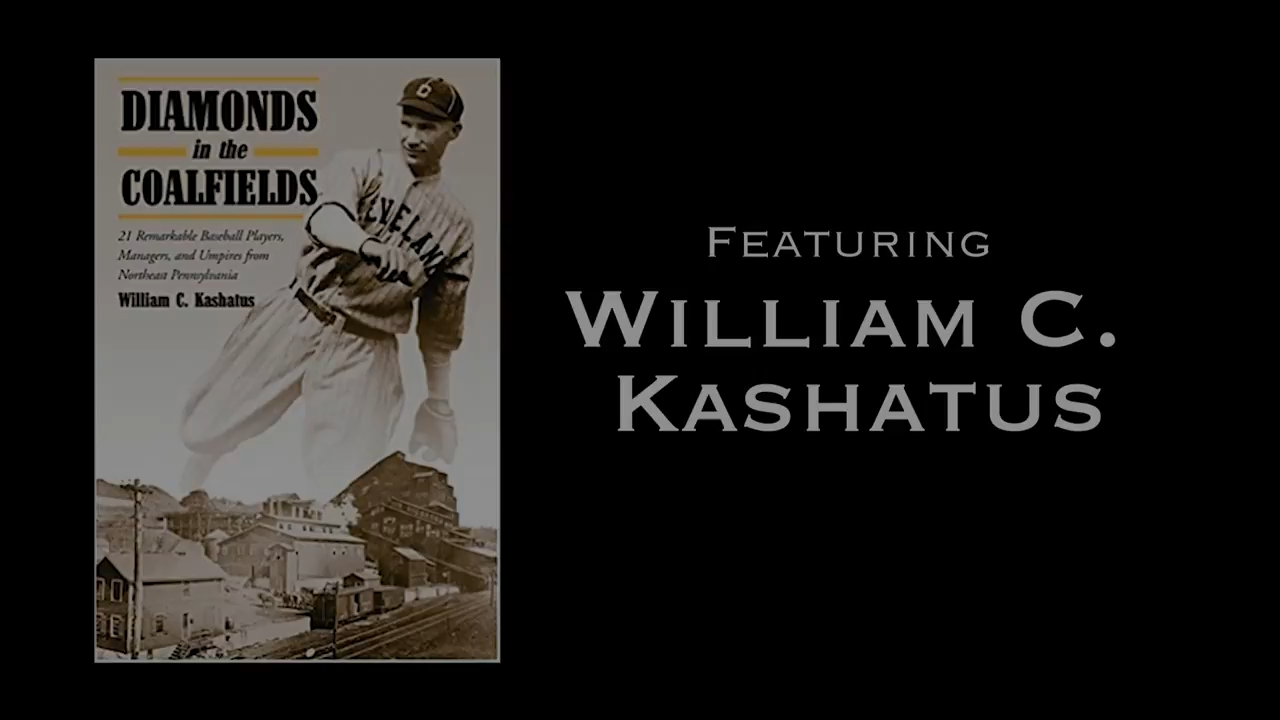 DIAMONDS
in the
COALFIELDS
21 Remarkable Baseball Players,
Managers, and Umpires from
Northeast Pennsylvania
William C. Kashatus
CLEVELAND
FEATURING
WILLIAM C.
KASHATUS